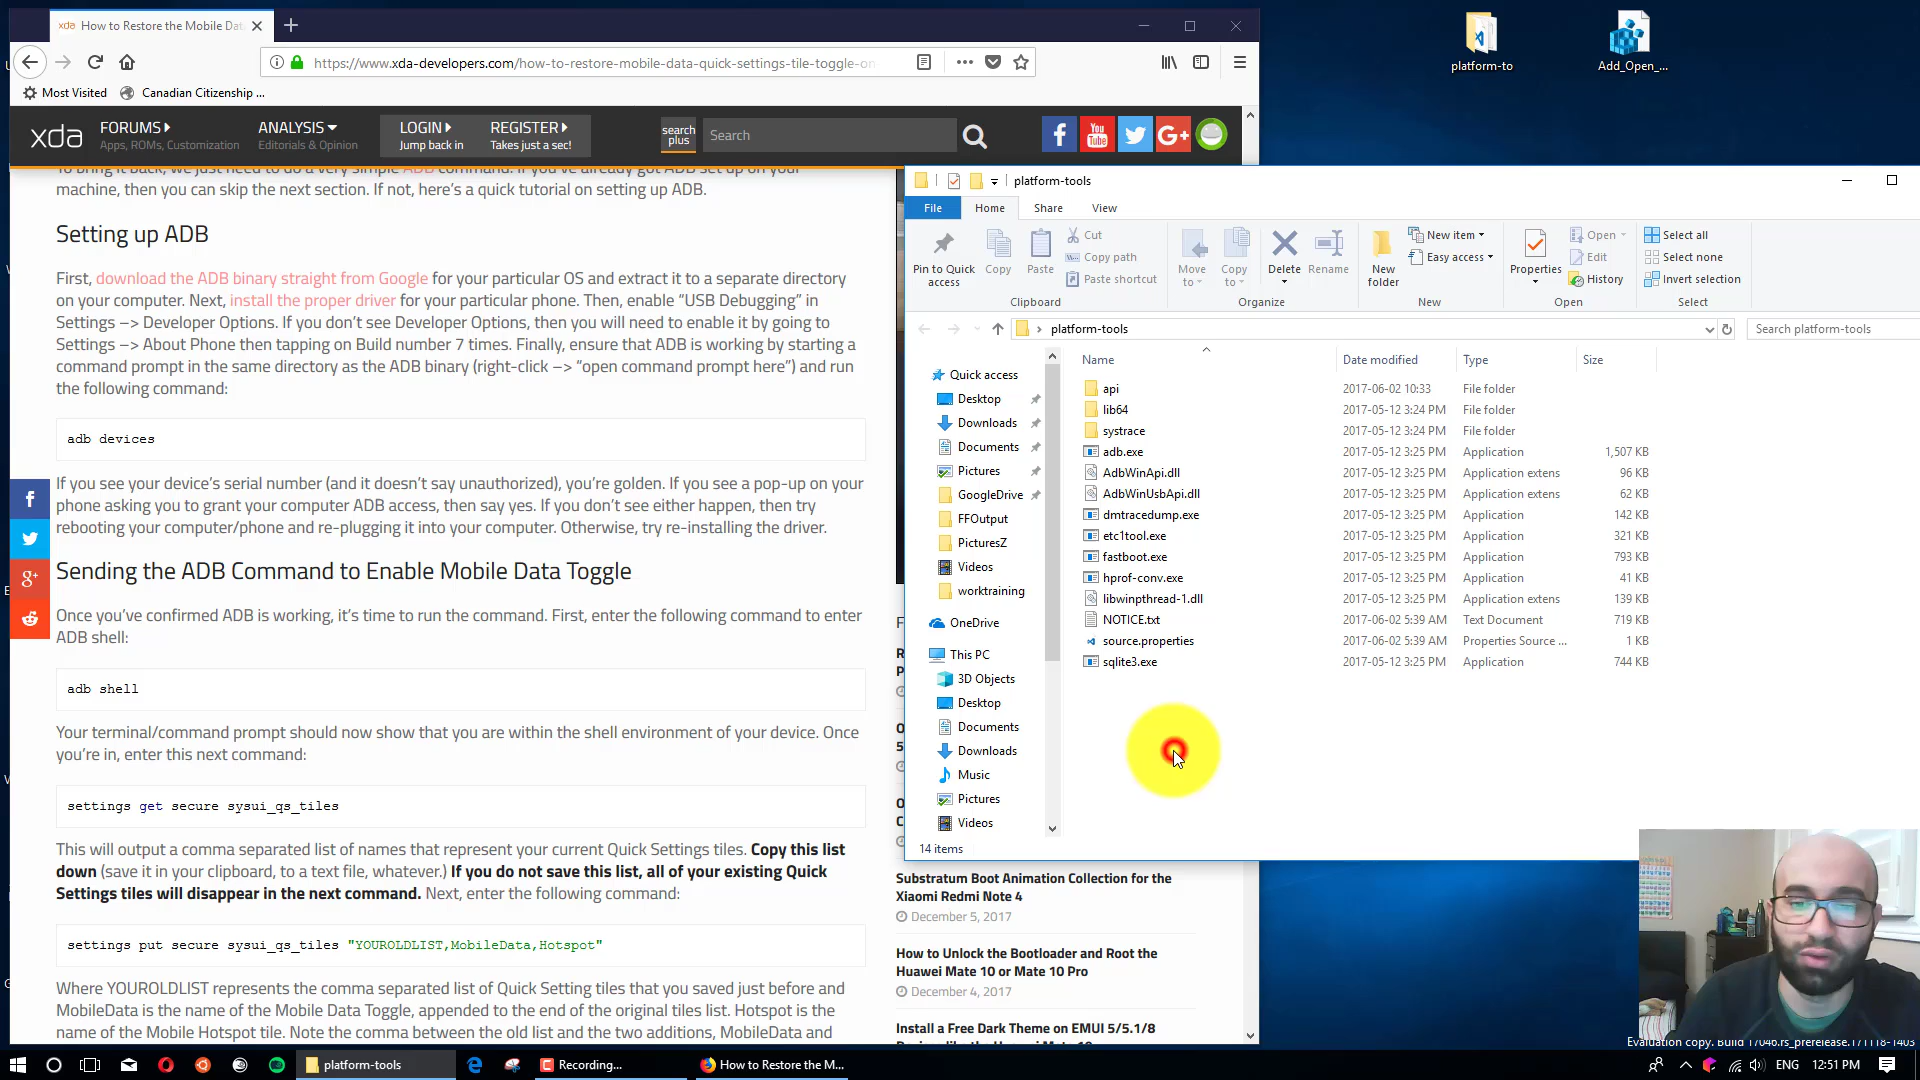 xda How to Restore the Mobile Dat
https://www.xda-developers.com/how-to-restore-mobile-data-quick-settings-tile-toggle-on
Most Visited
Canadian Citizenship ...
xda
FORUMS
Apps, ROMs, Customization
ANALYSIS
Editorials & Opinion
LOGIN
Jump back in
REGISTER
Takes just a sec!
search
plus
Search
To bring it back, we just need to do a very simple ADB command. If you've already got ADB set up on your
machine, then you can skip the next section. If not, here's a quick tutorial on setting up ADB.
Setting up ADB
First, download the ADB binary straight from Google for your particular OS and extract it to a separate directory
on your computer. Next, install the proper driver for your particular phone. Then, enable “USB Debugging” in
Settings –> Developer Options. If you don't see Developer Options, then you will need to enable it by going to
Settings –> About Phone then tapping on Build number 7 times. Finally, ensure that ADB is working by starting a
command prompt in the same directory as the ADB binary (right-click –> “open command prompt here”) and run
the following command:
adb devices
If you see your device's serial number (and it doesn't say unauthorized), you're golden. If you see a pop-up on your
phone asking you to grant your computer ADB access, then say yes. If you don't see either happen, then try
rebooting your computer/phone and re-plugging it into your computer. Otherwise, try re-installing the driver.
Sending the ADB Command to Enable Mobile Data Toggle
Once you've confirmed ADB is working, it's time to run the command. First, enter the following command to enter
ADB shell:
adb shell
Your terminal/command prompt should now show that you are within the shell environment of your device. Once
you're in, enter this next command:
settings get secure sysui_qs_tiles
This will output a comma separated list of names that represent your current Quick Settings tiles. Copy this list
down (save it in your clipboard, to a text file, whatever.) If you do not save this list, all of your existing Quick
Settings tiles will disappear in the next command. Next, enter the following command:
settings put secure sysui_qs_tiles "YOUROLDLIST,MobileData,Hotspot"
Where YOUROLDLIST represents the comma separated list of Quick Setting tiles that you saved just before and
MobileData is the name of the Mobile Data Toggle, appended to the end of the original tiles list. Hotspot is the
name of the Mobile Hotspot tile. Note the comma between the old list and the two additions, MobileData and
Substratum Boot Animation Collection for the
Xiaomi Redmi Note 4
December 5, 2017
How to Unlock the Bootloader and Root the
Huawei Mate 10 or Mate 10 Pro
December 4, 2017
Install a Free Dark Theme on EMUI 5/5.1/8
platform-to
Add_Open_...
platform-tools
File
Home
Share
View
Pin to Quick
access
Copy
Paste
Cut
Copy path
Paste shortcut
Clipboard
Move
to
Copy
to
Delete
Rename
Organize
New
folder
New item
Easy access
New
Properties
Open
Edit
History
Open
Select all
Select none
Invert selection
Select
platform-tools
Search platform-tools
Quick access
Desktop
Downloads
Documents
Pictures
GoogleDrive
FFOutput
PicturesZ
Videos
worktraining
OneDrive
This PC
3D Objects
Desktop
Documents
Downloads
Music
Pictures
Videos
Name Date modified Type Size
api 2017-06-02 10:33 File folder
lib64 2017-05-12 3:24 PM File folder
systrace 2017-05-12 3:24 PM File folder
adb.exe 2017-05-12 3:25 PM Application 1,507 KB
AdbWinApi.dll 2017-05-12 3:25 PM Application extens 96 KB
AdbWinUsbApi.dll 2017-05-12 3:25 PM Application extens 62 KB
dmtracedump.exe 2017-05-12 3:25 PM Application 142 KB
etc1tool.exe 2017-05-12 3:25 PM Application 321 KB
fastboot.exe 2017-05-12 3:25 PM Application 793 KB
hprof-conv.exe 2017-05-12 3:25 PM Application 41 KB
libwinpthread-1.dll 2017-05-12 3:25 PM Application extens 139 KB
NOTICE.txt 2017-06-02 5:39 AM Text Document 719 KB
source.properties 2017-06-02 5:39 AM Properties Source ... 1 KB
sqlite3.exe 2017-05-12 3:25 PM Application 744 KB
14 items
Evaluation copy. Build 17046.rs_prerelease.171118-1403
platform-tools
Recording...
How to Restore the M...
ENG
12:51 PM